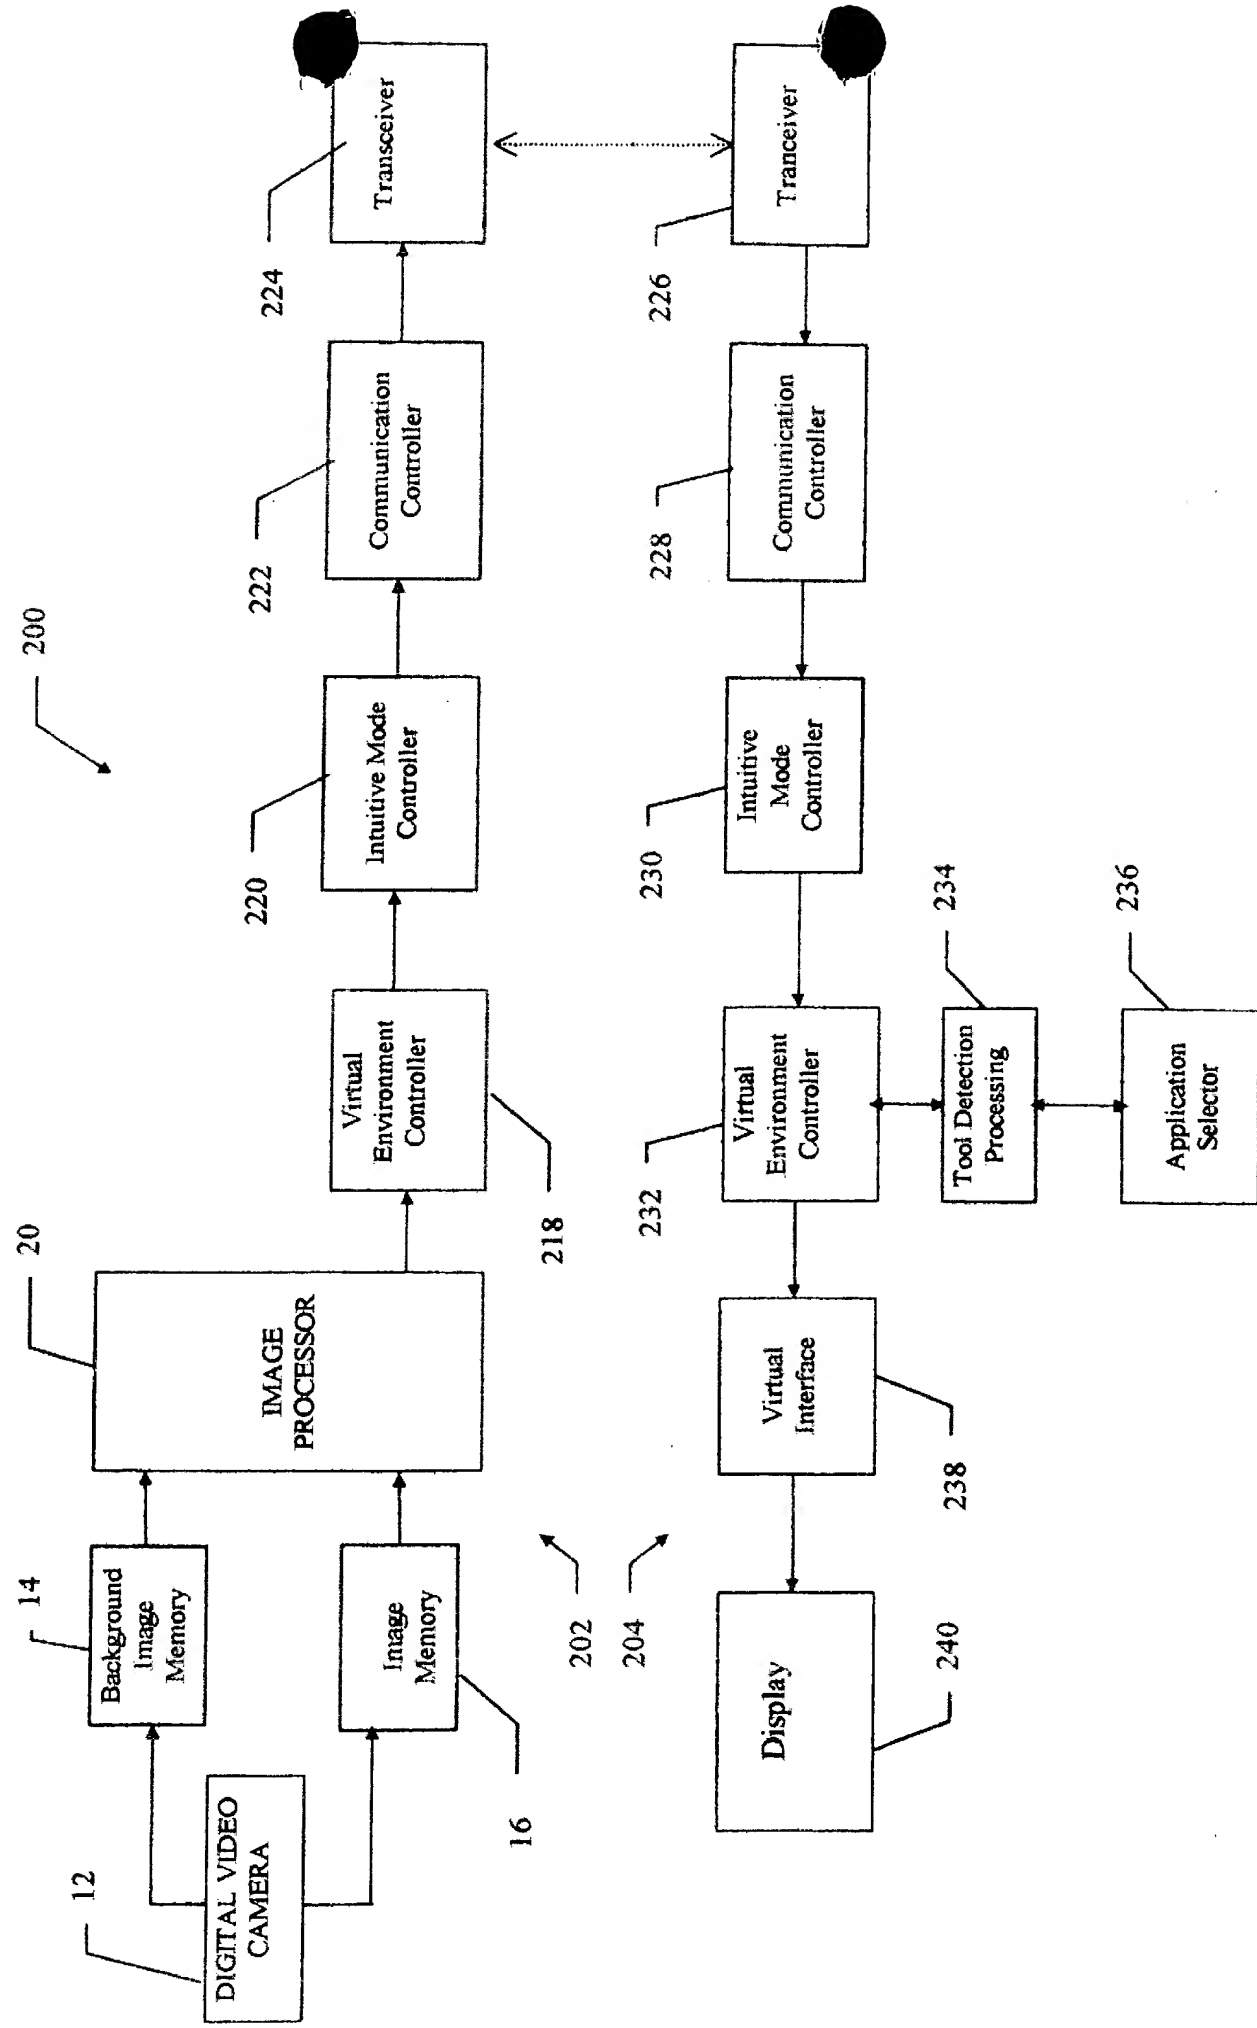 200
12
DIGITAL VIDEO
CAMERA
14
Background
Image
Memory
Image
Memory
16
20
IMAGE
PROCESSOR
Virtual
Environment
Controller
218
220
Intuitive Mode
Controller
222
Communication
Controller
224
Transceiver
202
204
Display
240
Virtual
Interface
238
232
Virtual
Environment
Controller
234
Tool Detection
Processing
236
Application
Selector
230
Intuitive
Mode
Controller
228
Communication
Controller
226
Tranceiver